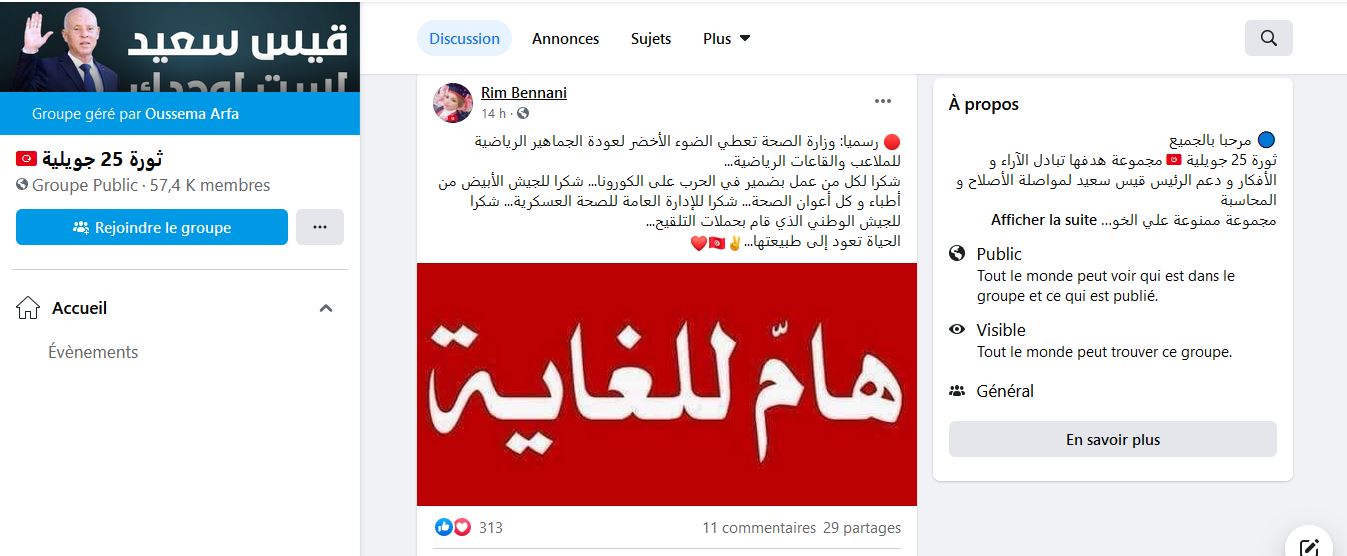 قيس سعيد
لست لوحدك
Groupe géré par Oussema Arfa
ثورة 25 جويلية 🇹🇳
Groupe Public · 57,4 K membres
Rejoindre le groupe
Accueil
Évènements
Discussion
Annonces
Sujets
Plus
Rim Bennani
14 h ·
🔴 رسميا: وزارة الصحة تعطي الضوء الأخضر لعودة الجماهير الرياضية
للملاعب والقاعات الرياضية...
شكرا لكل من عمل بضمير في الحرب على الكورونا... شكرا للجيش الأبيض من
أطباء و كل أعوان الصحة... شكرا للإدارة العامة للصحة العسكرية... شكرا
للجيش الوطني الذي قام بحملات التلقيح...
الحياة تعود إلى طبيعتها...✌️🇹🇳❤️
هامّ للغاية
313
11 commentaires
29 partages
À propos
🔵 مرحبا بالجميع
ثورة 25 جويلية 🇹🇳 مجموعة هدفها تبادل الآراء و
الأفكار و دعم الرئيس قيس سعيد لمواصلة الأصلاح و
المحاسبة
مجموعة ممنوعة علي الخو... Afficher la suite
Public
Tout le monde peut voir qui est dans le
groupe et ce qui est publié.
Visible
Tout le monde peut trouver ce groupe.
Général
En savoir plus